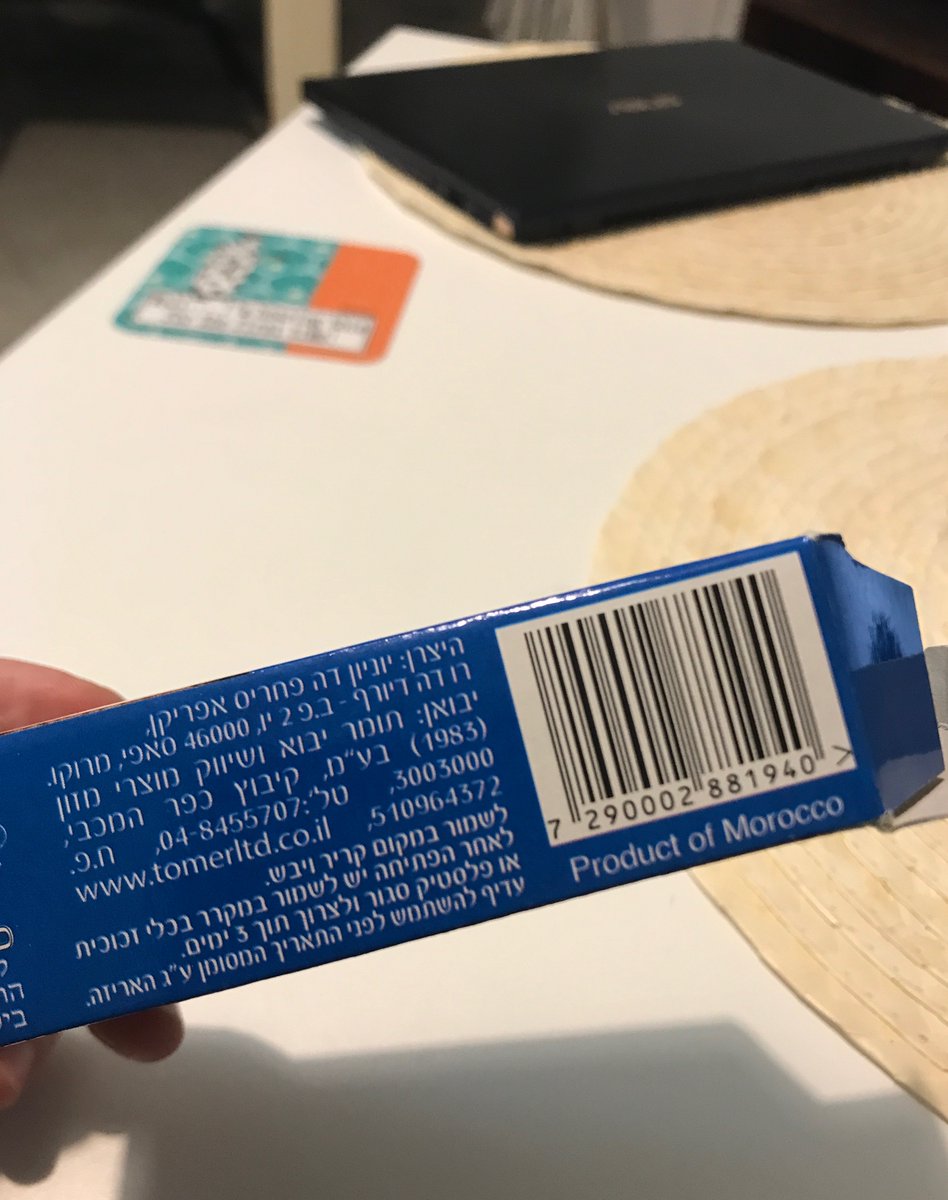 היצרן: יוניון דה פחריס אפריקן,
רו דה דיורף - ב.פ 2 ין, 46000 סאפי, מרוקו.
יבואן: תומר יבוא ושיווק מוצרי מזון
(1983) בע"מ, קיבוץ כפר המכבי,
3003000, טל':04-8455707, ח.פ.
510964372, www.tomerltd.co.il
לשמור במקום קריר ויבש.
לאחר הפתיחה יש לשמור במקרר בכלי זכוכית
או פלסטיק סגור ולצרוך תוך 3 ימים.
עדיף להשתמש לפני התאריך המסומן ע"ג האריזה.
7 290002 881940 >
Product of Morocco